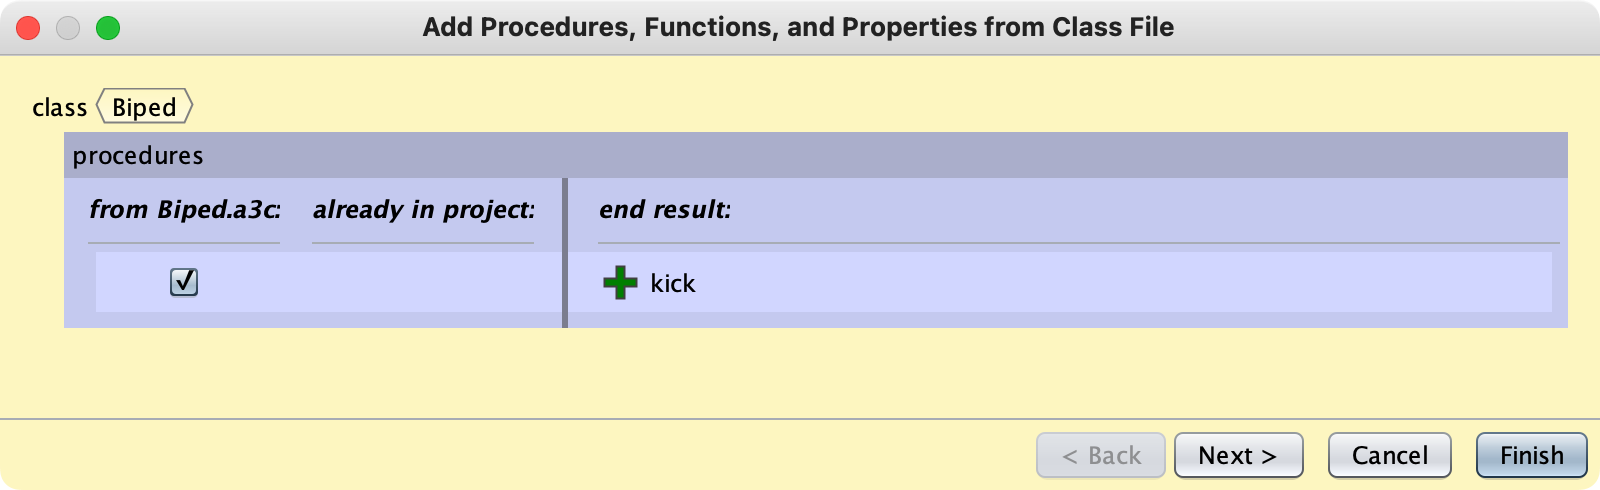 Add Procedures, Functions, and Properties from Class File
class Biped
procedures
from Biped.a3c: already in project: end result:
kick
< Back Next > Cancel Finish